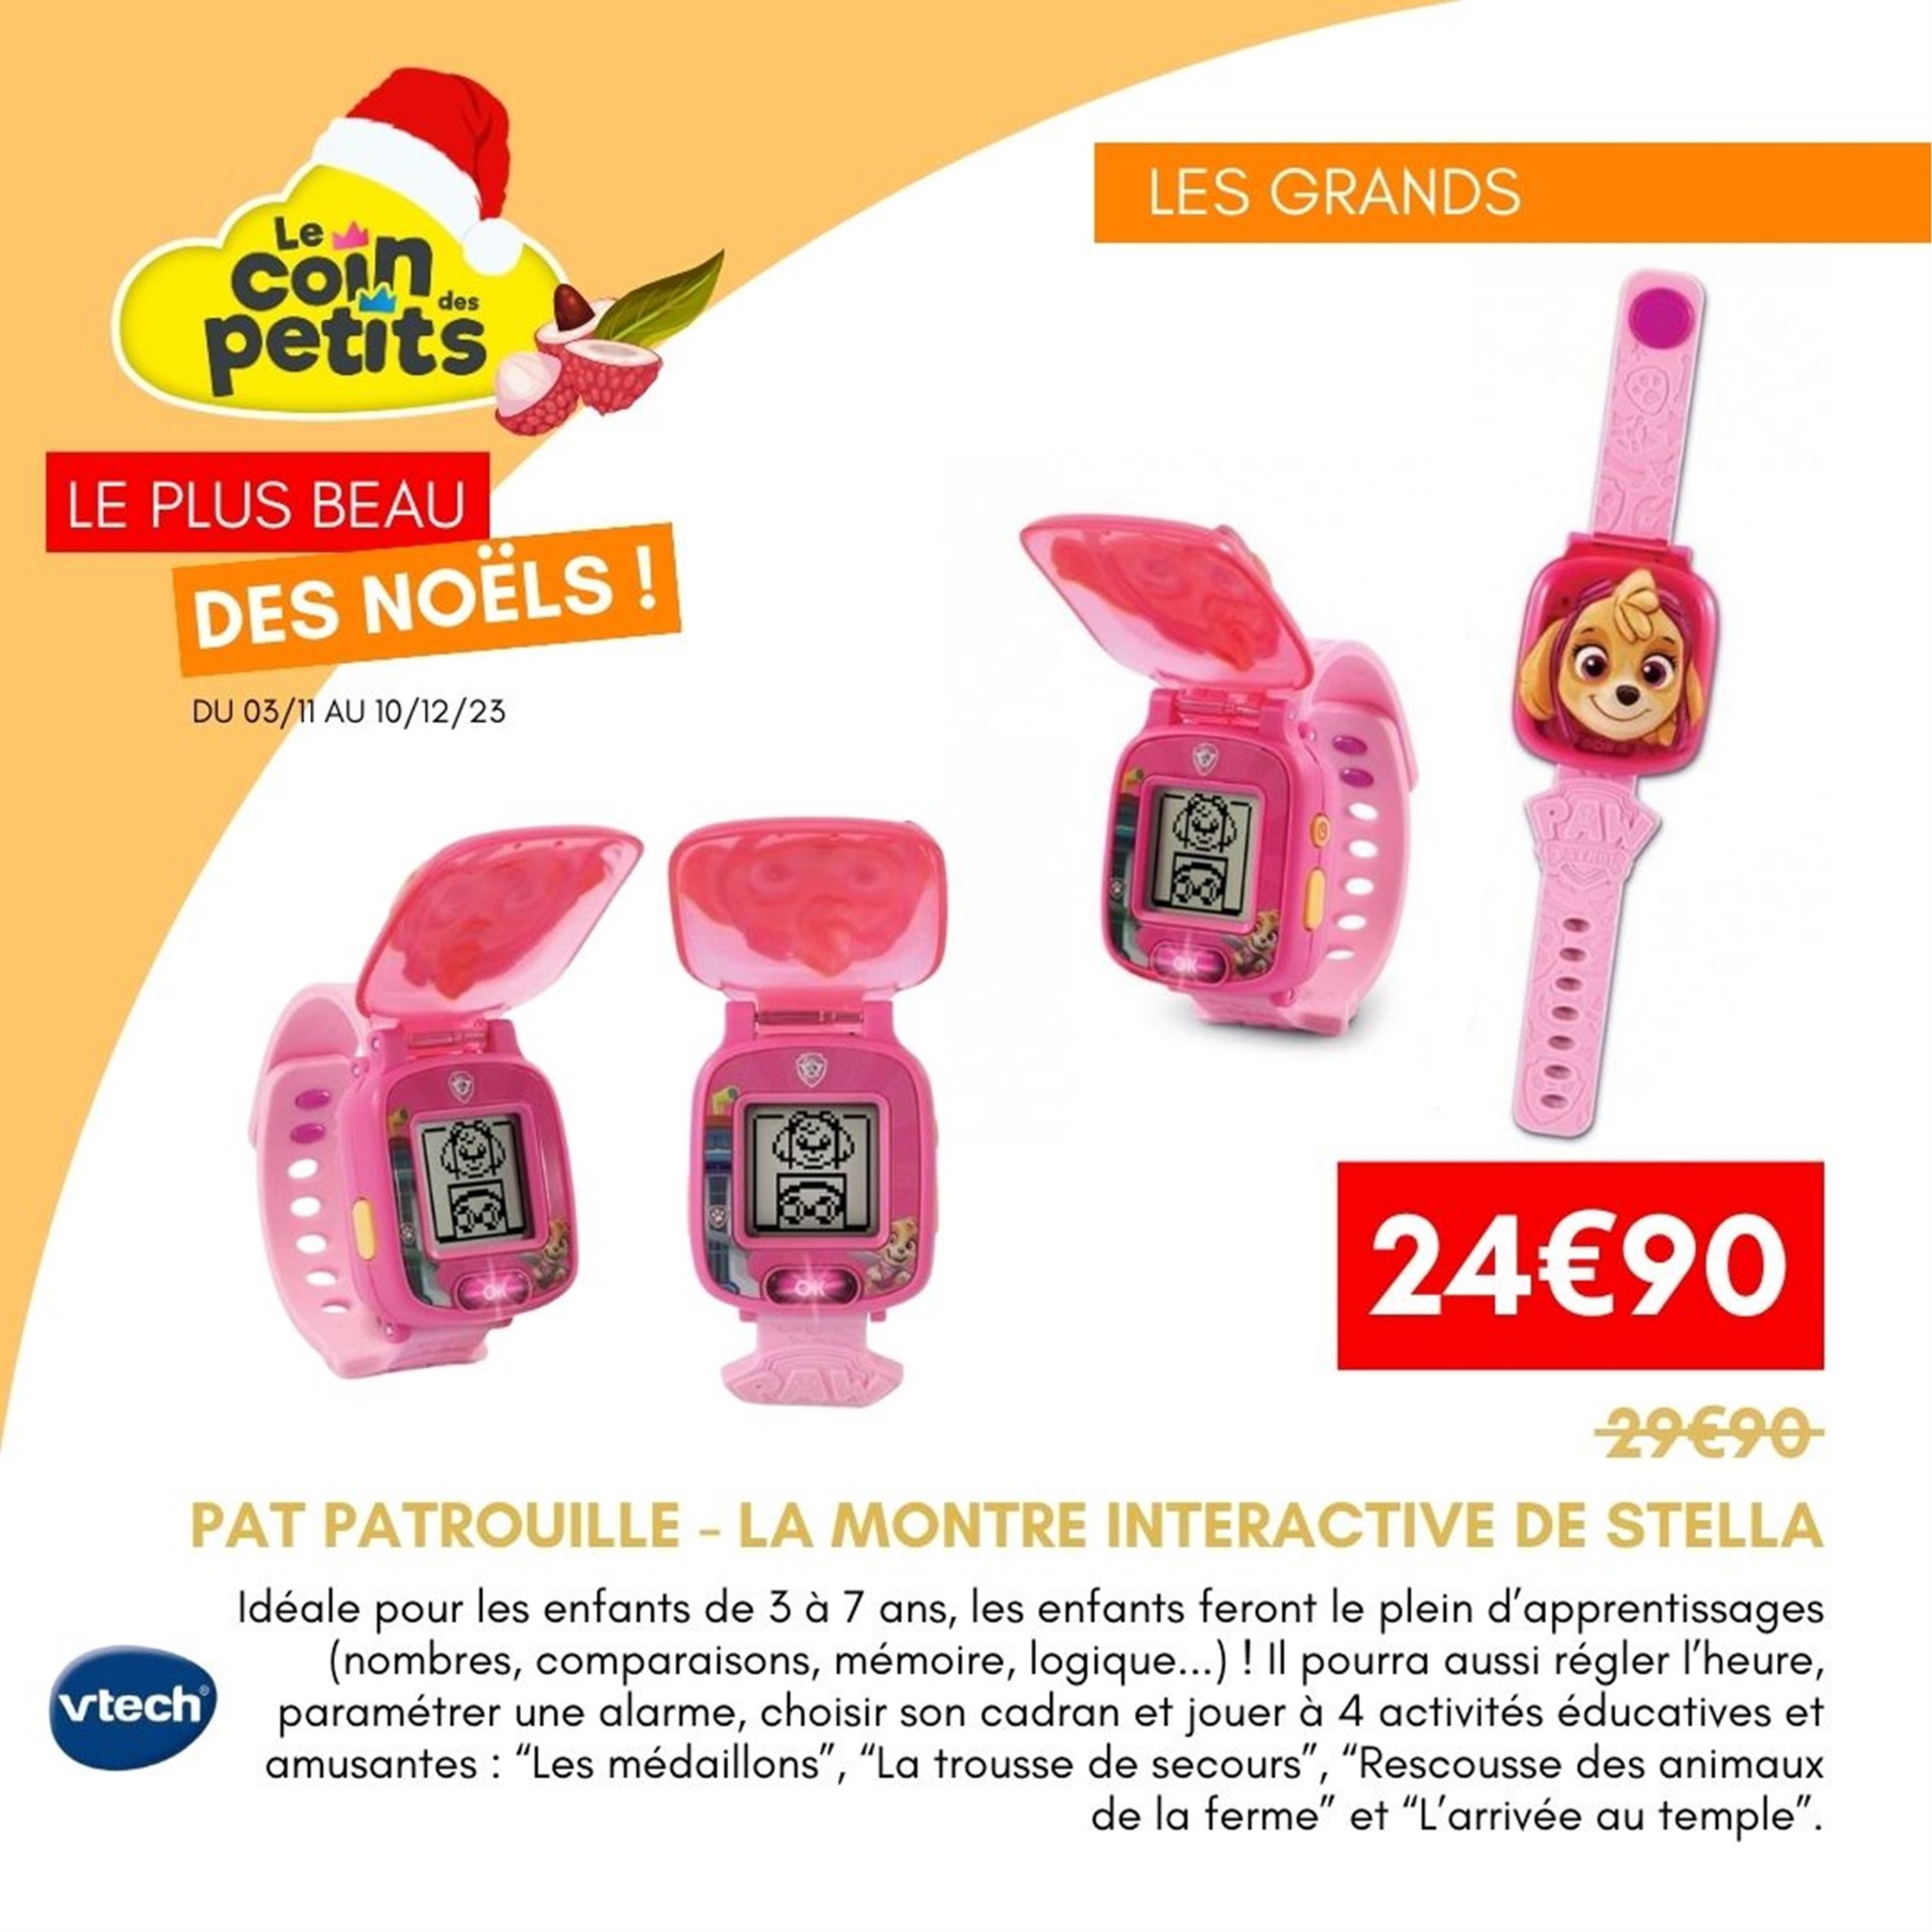 Le
coin
des
petits
LES GRANDS
LE PLUS BEAU
DES NOËLS !
DU 03/11 AU 10/12/23
PAW
PATROL
OK
OK
OK
PAW
24€90
29€90
PAT PATROUILLE - LA MONTRE INTERACTIVE DE STELLA
Idéale pour les enfants de 3 à 7 ans, les enfants feront le plein d'apprentissages
(nombres, comparaisons, mémoire, logique...) ! Il pourra aussi régler l'heure,
paramétrer une alarme, choisir son cadran et jouer à 4 activités éducatives et
amusantes : “Les médaillons”, “La trousse de secours”, “Rescousse des animaux
de la ferme” et “L'arrivée au temple”.
vtech®